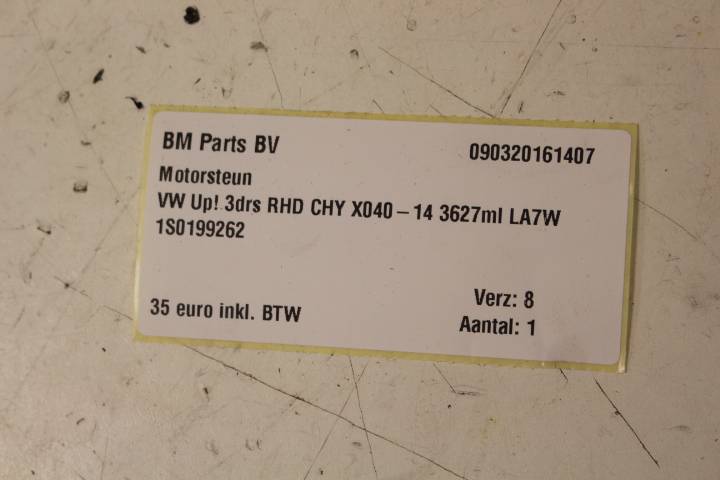 BM Parts BV 090320161407
Motorsteun
VW Up! 3drs RHD CHY X040 – 14 3627ml LA7W
1S0199262
35 euro inkl. BTW Verz: 8
Aantal: 1